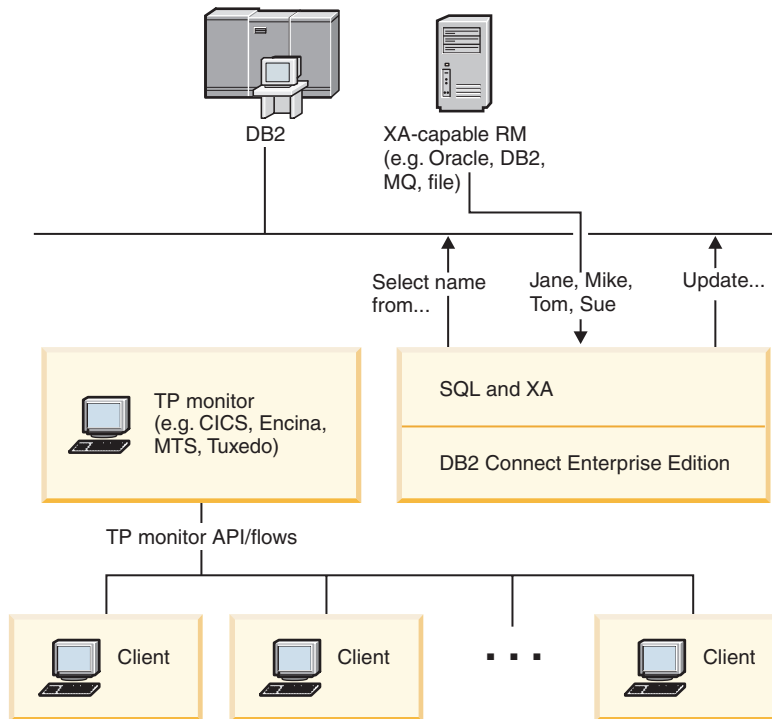 DB2
XA-capable RM
(e.g. Oracle, DB2,
MQ, file)
Select name
from...
Jane, Mike,
Tom, Sue
Update...
TP monitor
(e.g. CICS, Encina,
MTS, Tuxedo)
SQL and XA
DB2 Connect Enterprise Edition
TP monitor API/flows
Client
Client
. . .
Client